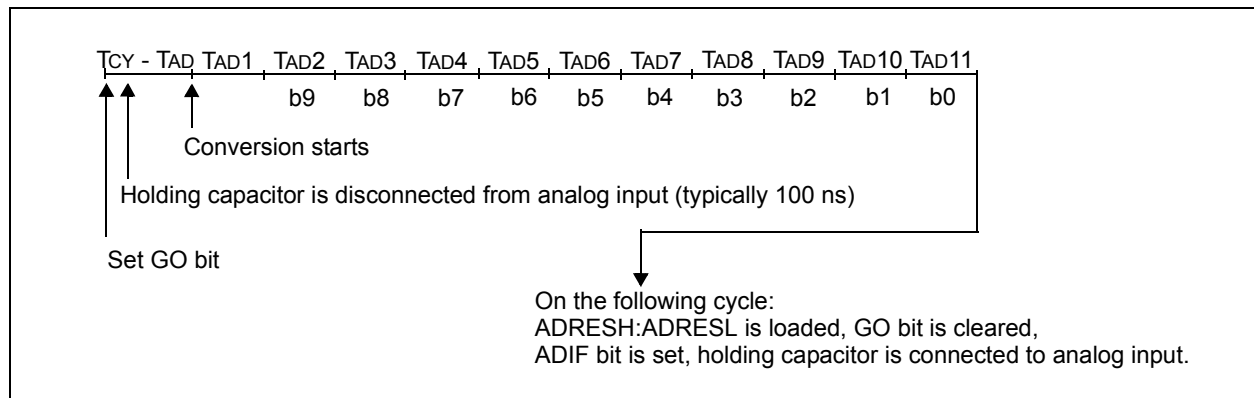 TCY - TAD TAD1 TAD2 TAD3 TAD4 TAD5 TAD6 TAD7 TAD8 TAD9 TAD10 TAD11
b9 b8 b7 b6 b5 b4 b3 b2 b1 b0
Conversion starts
Holding capacitor is disconnected from analog input (typically 100 ns)
Set GO bit
On the following cycle:
ADRESH:ADRESL is loaded, GO bit is cleared,
ADIF bit is set, holding capacitor is connected to analog input.